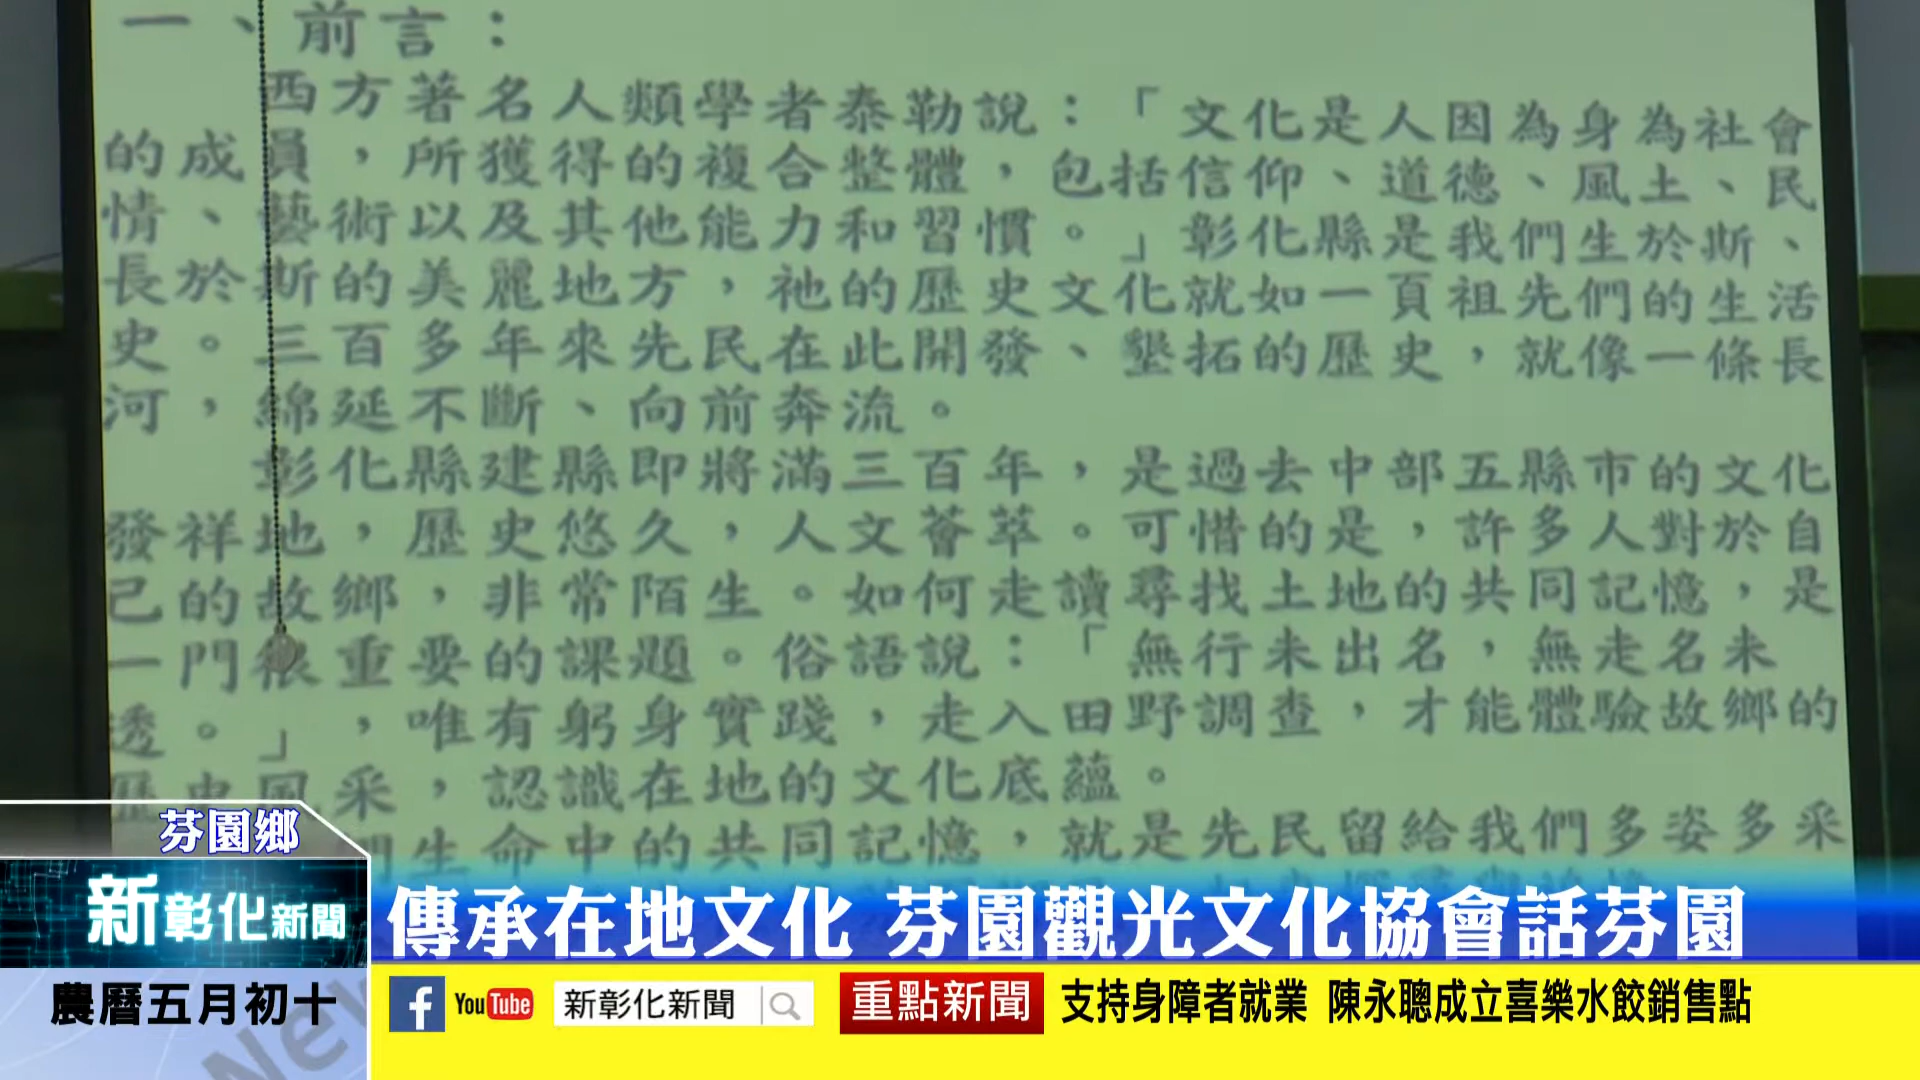 一、前言：
西方著名人類學者泰勒說：「文化是人因為身為社會
的成員，所獲得的複合整體，包括信仰、道德、風土、民
情、藝術以及其他能力和習慣。」彰化縣是我們生於斯、
長於斯的美麗地方，祂的歷史文化就如一頁祖先們的生活
史。三百多年來先民在此開發、墾拓的歷史，就像一條長
河，綿延不斷、向前奔流。
彰化縣建縣即將滿三百年，是過去中部五縣市的文化
發祥地，歷史悠久，人文薈萃。可惜的是，許多人對於自
己的故鄉，非常陌生。如何走讀尋找土地的共同記憶，是
一門很重要的課題。俗語說：「無行未出名，無走名未
透。」，唯有躬身實踐，走入田野調查，才能體驗故鄉的
歷史風采，認識在地的文化底蘊。
們生命中的共同記憶，就是先民留給我們多姿多采
芬園鄉
新彰化新聞
傳承在地文化 芬園觀光文化協會話芬園
農曆五月初十
f YouTube 新彰化新聞
重點新聞 支持身障者就業 陳永聰成立喜樂水餃銷售點